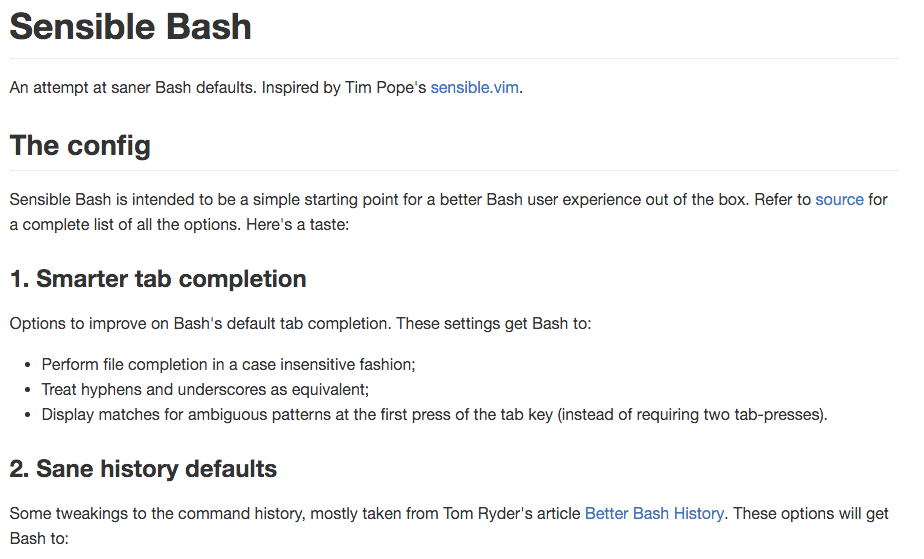 Sensible Bash
An attempt at saner Bash defaults. Inspired by Tim Pope's sensible.vim.
The config
Sensible Bash is intended to be a simple starting point for a better Bash user experience out of the box. Refer to source for
a complete list of all the options. Here's a taste:
1. Smarter tab completion
Options to improve on Bash's default tab completion. These settings get Bash to:
• Perform file completion in a case insensitive fashion;
• Treat hyphens and underscores as equivalent;
• Display matches for ambiguous patterns at the first press of the tab key (instead of requiring two tab-presses).
2. Sane history defaults
Some tweakings to the command history, mostly taken from Tom Ryder's article Better Bash History. These options will get
Bash to: